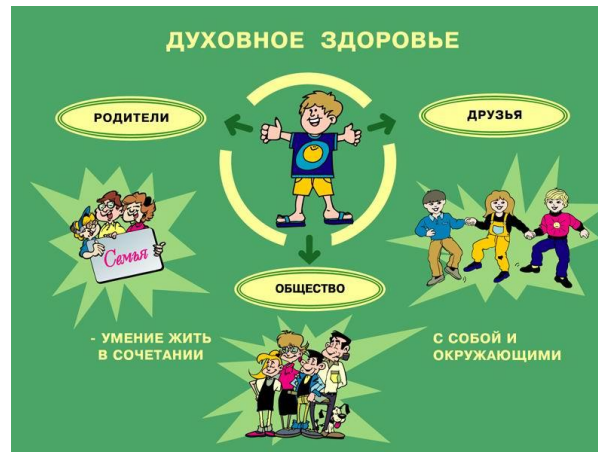 ДУХОВНОЕ ЗДОРОВЬЕ
РОДИТЕЛИ
ДРУЗЬЯ
Семья
ОБЩЕСТВО
- УМЕНИЕ ЖИТЬ
В СОЧЕТАНИИ
С СОБОЙ И
ОКРУЖАЮЩИМИ